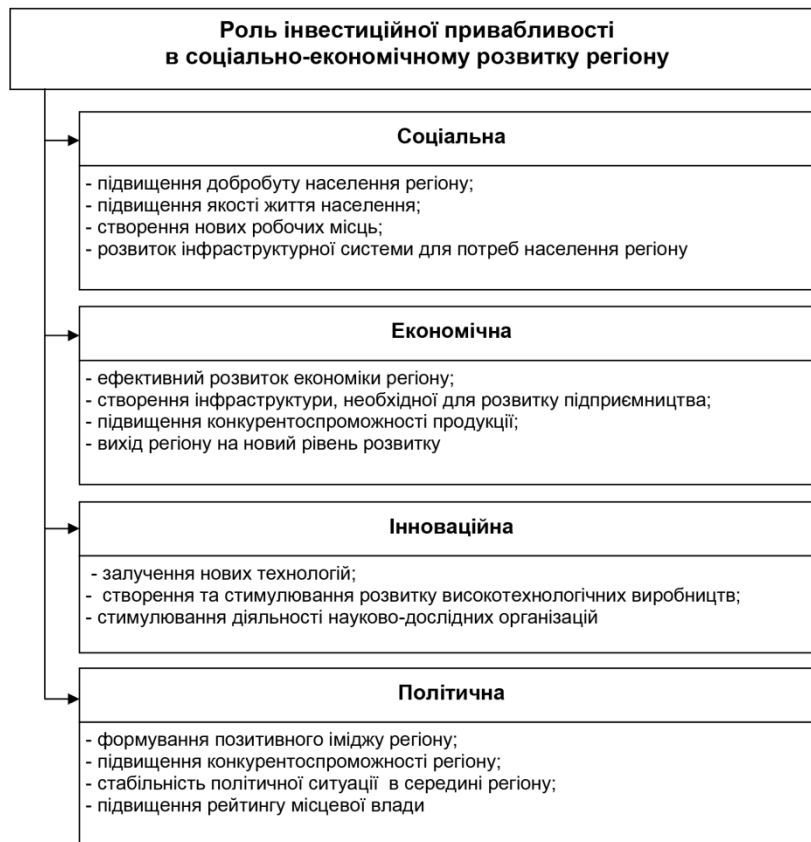 Роль інвестиційної привабливості
в соціально-економічному розвитку регіону
Соціальна
- підвищення добробуту населення регіону;
- підвищення якості життя населення;
- створення нових робочих місць;
- розвиток інфраструктурної системи для потреб населення регіону
Економічна
- ефективний розвиток економіки регіону;
- створення інфраструктури, необхідної для розвитку підприємництва;
- підвищення конкурентоспроможності продукції;
- вихід регіону на новий рівень розвитку
Інноваційна
- залучення нових технологій;
- створення та стимулювання розвитку високотехнологічних виробництв;
- стимулювання діяльності науково-дослідних організацій
Політична
- формування позитивного іміджу регіону;
- підвищення конкурентоспроможності регіону;
- стабільність політичної ситуації в середині регіону;
- підвищення рейтингу місцевої влади